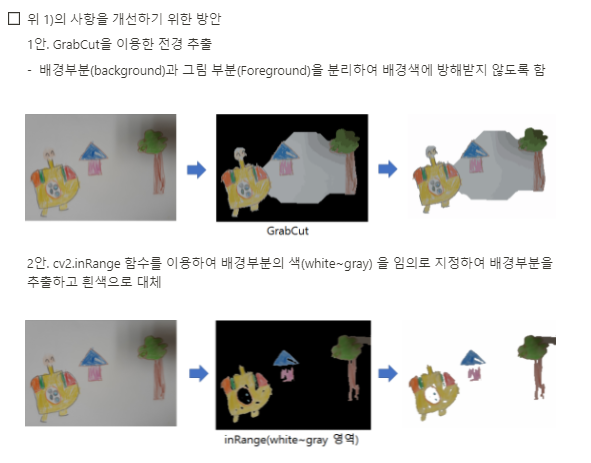 □ 위 1)의 사항을 개선하기 위한 방안
1안. GrabCut을 이용한 전경 추출
- 배경부분(background)과 그림 부분(Foreground)을 분리하여 배경색에 방해받지 않도록 함
GrabCut
2안. cv2.inRange 함수를 이용하여 배경부분의 색(white~gray) 을 임의로 지정하여 배경부분을
추출하고 흰색으로 대체
inRange(white~gray 영역)